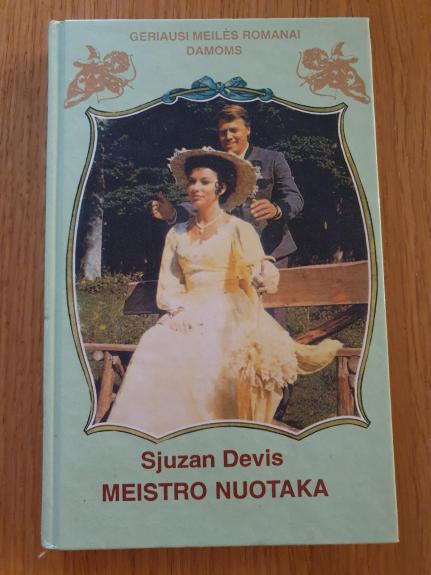 GERIAUSI MEILĖS ROMANAI
DAMOMS
Sjuzan Devis
MEISTRO NUOTAKA